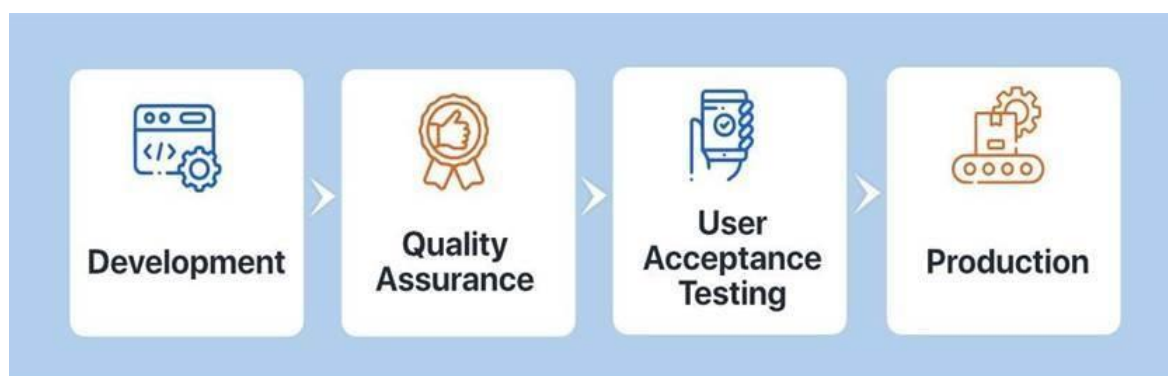 </>
Development
Quality
Assurance
User
Acceptance
Testing
Production